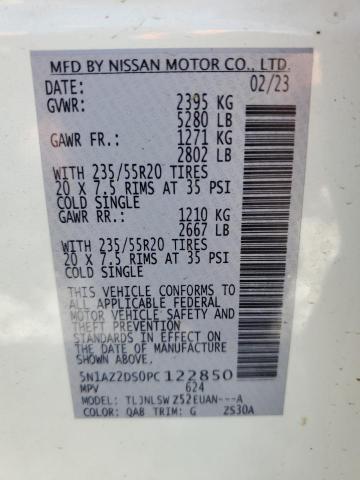 MFD BY NISSAN MOTOR CO., LTD.
DATE: 02/23
GVWR: 2395 KG
5280 LB
GAWR FR.: 1271 KG
2802 LB
WITH 235/55R20 TIRES
20 X 7.5 RIMS AT 35 PSI
COLD SINGLE
GAWR RR.: 1210 KG
2667 LB
WITH 235/55R20 TIRES
20 X 7.5 RIMS AT 35 PSI
COLD SINGLE
THIS VEHICLE CONFORMS TO
ALL APPLICABLE FEDERAL
MOTOR VEHICLE SAFETY AND
THEFT PREVENTION
STANDARDS IN EFFECT ON THE
DATE OF MANUFACTURE SHOWN
ABOVE.
5N1AZ2DS0PC122850
MPV 624
MODEL: TLJNLSW Z52EUAN---A
COLOR: QAB TRIM: G ZS30A